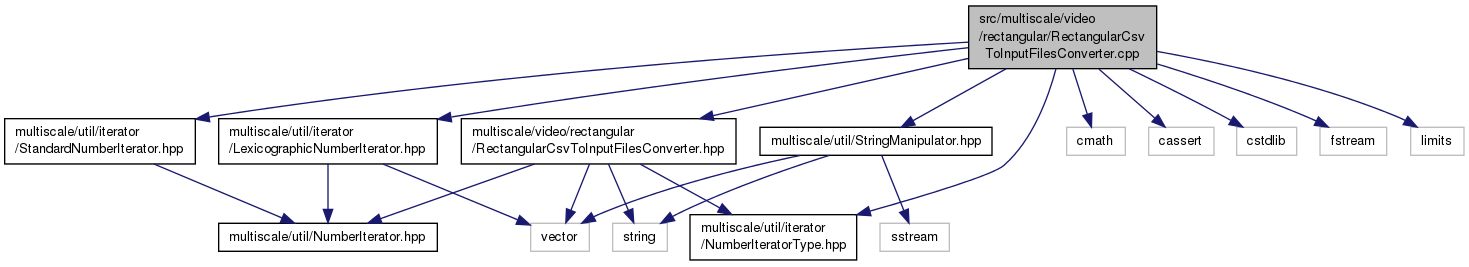 src/multiscale/video
/rectangular/RectangularCsv
ToInputFilesConverter.cpp
multiscale/util/iterator
/StandardNumberIterator.hpp
multiscale/util/iterator
/LexicographicNumberIterator.hpp
multiscale/video/rectangular
/RectangularCsvToInputFilesConverter.hpp
multiscale/util/StringManipulator.hpp
cmath
cassert
cstdlib
fstream
limits
multiscale/util/NumberIterator.hpp
vector
string
multiscale/util/iterator
/NumberIteratorType.hpp
sstream